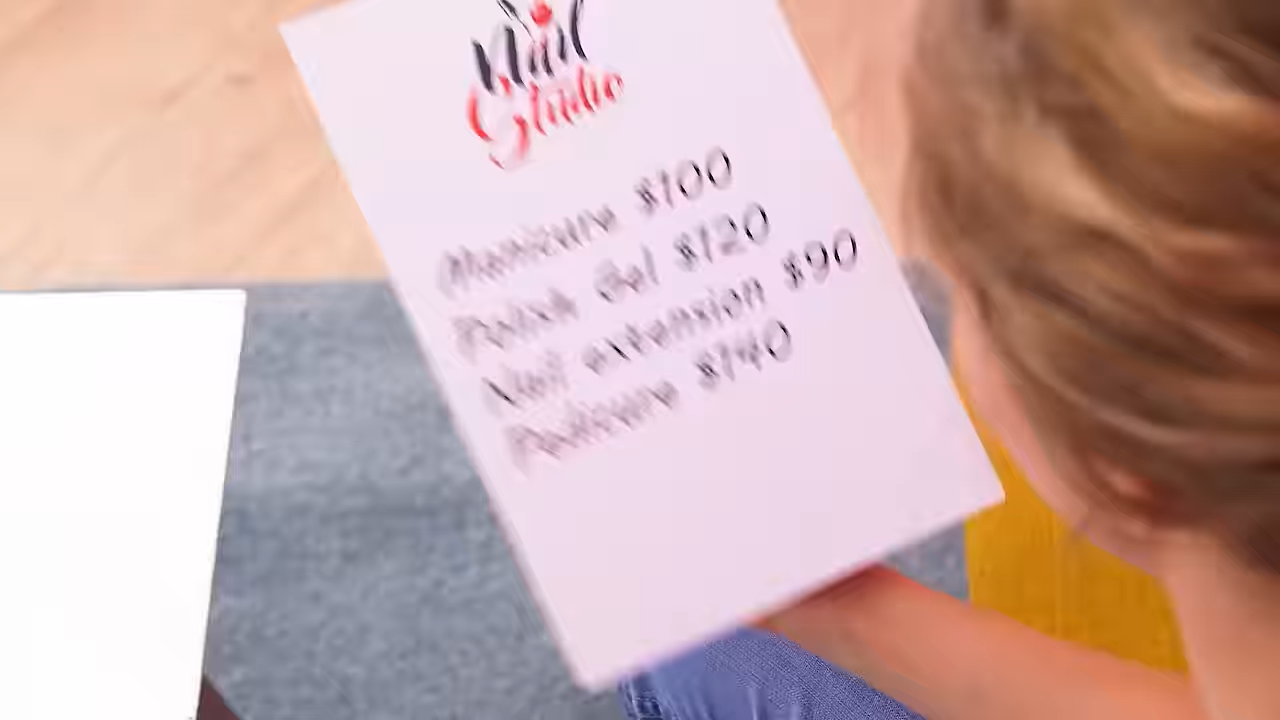 Nail
Studio
Manicure $100
Polish Gel $120
Nail extension $90
Pedicure $140